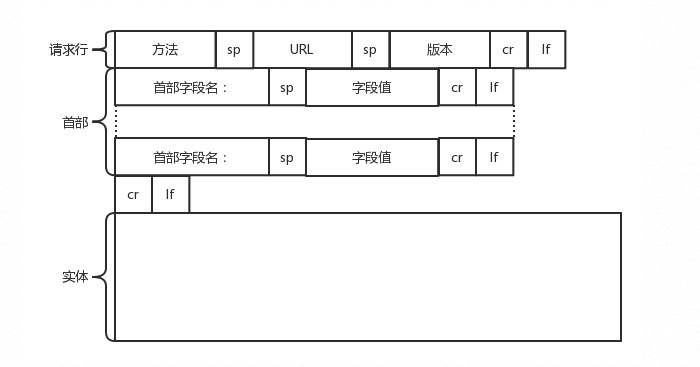 请求行 方法 sp URL sp 版本 cr lf
首部字段名： sp 字段值 cr lf
首部
首部字段名： sp 字段值 cr lf
cr lf
实体